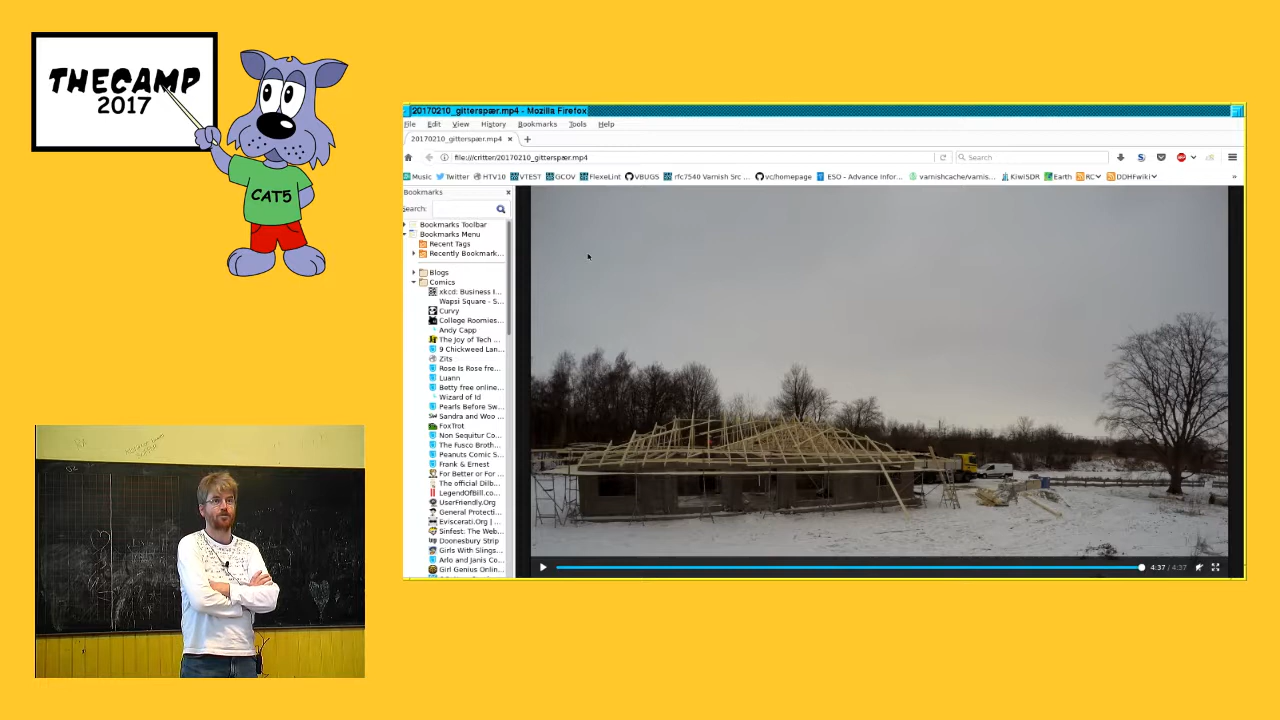 THECAMP
2017
CAT5
20170210_gitterspær.mp4 - Mozilla Firefox
File Edit View History Bookmarks Tools Help
20170210_gitterspær.mp4
file:///critter/20170210_gitterspær.mp4
Search
Music Twitter HTV10 VTEST GCOV FlexeLint VBUGS rfc7540 Varnish Src ... vc/homepage ESO - Advance Infor... varnishcache/varnis... KiwiSDR Earth RC DDHFwiki
Bookmarks
Search:
Bookmarks Toolbar
Bookmarks Menu
Recent Tags
Recently Bookmark...
Blogs
Comics
xkcd: Business I...
Wapsi Square - S...
Curvy
College Roomies...
Andy Capp
The Joy of Tech ...
9 Chickweed Lan...
Zits
Rose Is Rose fre...
Luann
Betty free online...
Wizard of Id
Pearls Before Sw...
Sandra and Woo ...
FoxTrot
Non Sequitur Co...
The Fusco Broth...
Peanuts Comic S...
Frank & Ernest
For Better or For ...
The official Dilb...
LegendOfBill.co...
UserFriendly.Org
General Protecti...
Eviscerati.Org |...
Sinfest: The Web...
Doonesbury Strip
Girls With Slings...
Arlo and Janis Co...
Girl Genius Onlin...
4:37 / 4:37